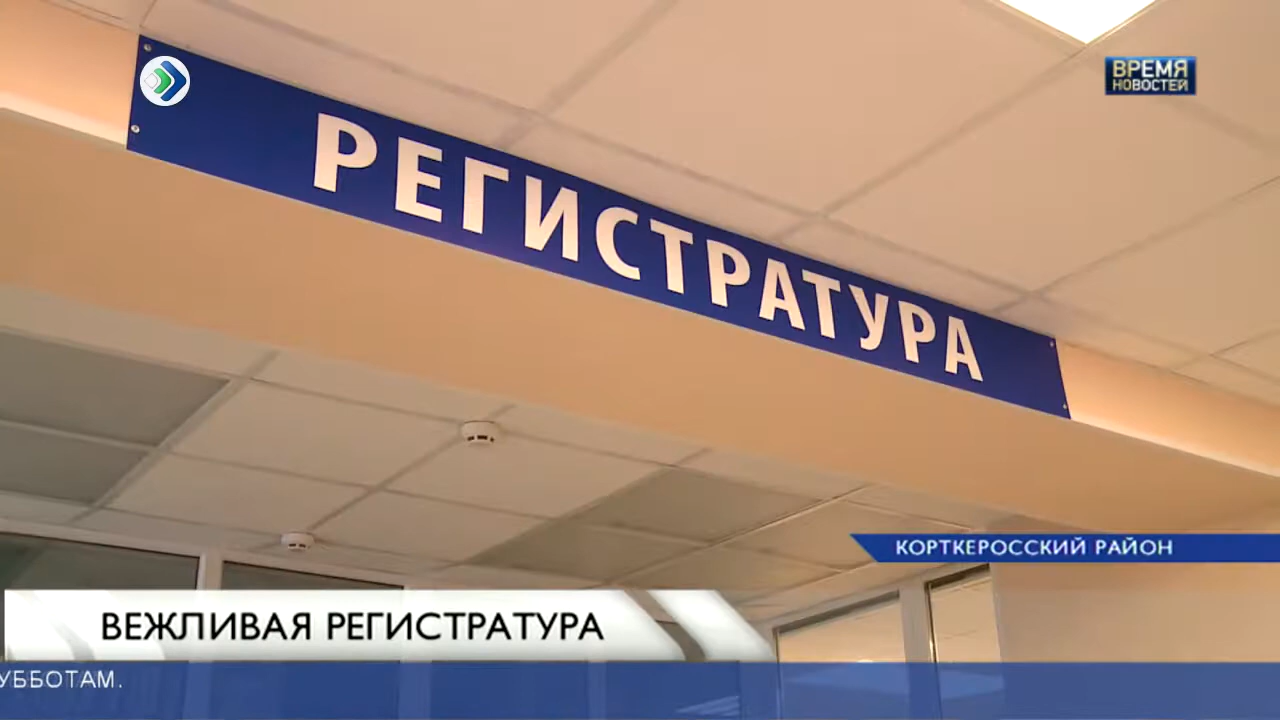 ВРЕМЯ
НОВОСТЕЙ
РЕГИСТРАТУРА
КОРТКЕРОССКИЙ РАЙОН
ВЕЖЛИВАЯ РЕГИСТРАТУРА
УББОТАМ.